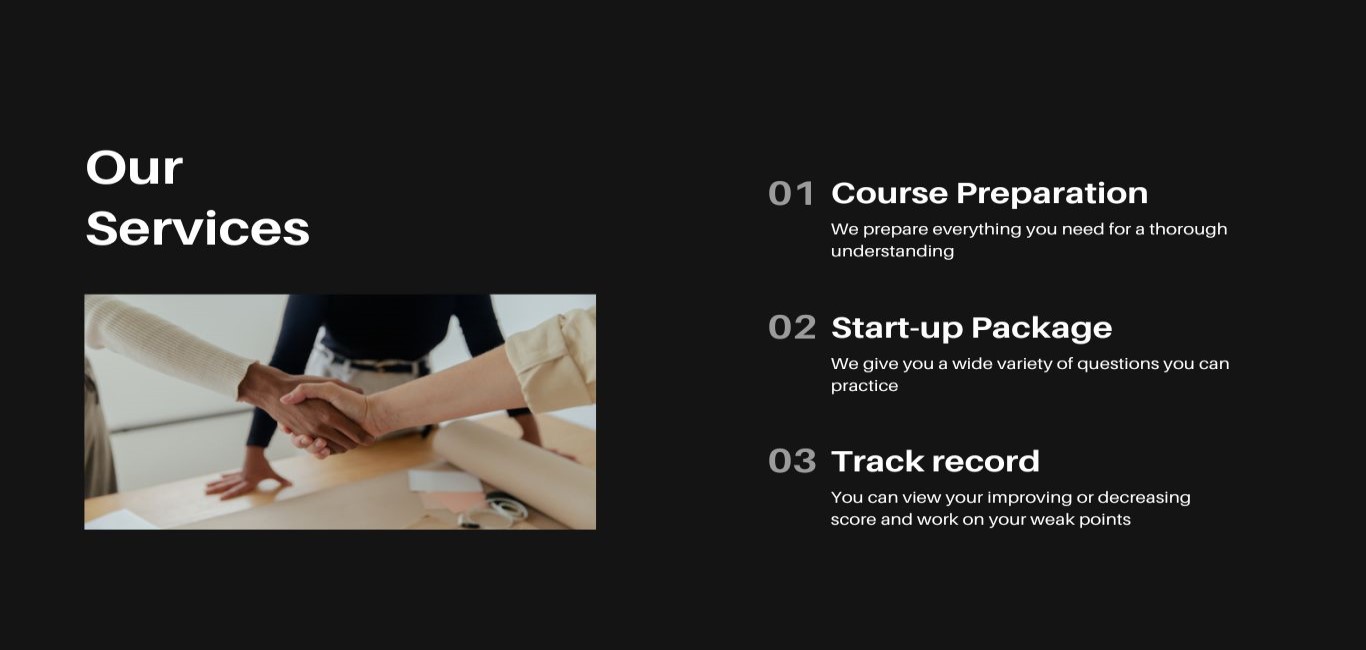 Our
Services
01 Course Preparation
We prepare everything you need for a thorough
understanding
02 Start-up Package
We give you a wide variety of questions you can
practice
03 Track record
You can view your improving or decreasing
score and work on your weak points